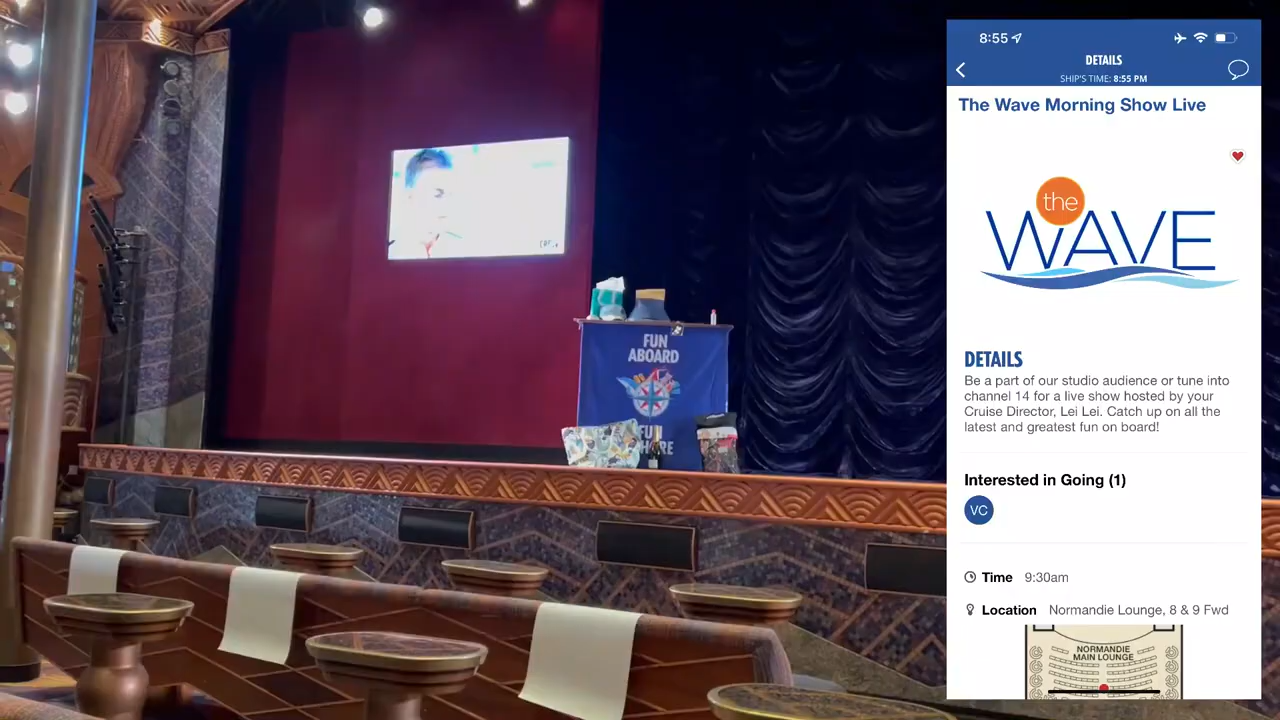 FUN
ABOARD
FUN
8:55
DETAILS
SHIP'S TIME: 8:55 PM
The Wave Morning Show Live
the
WAVE
DETAILS
Be a part of our studio audience or tune into
channel 14 for a live show hosted by your
Cruise Director, Lei Lei. Catch up on all the
latest and greatest fun on board!
Interested in Going (1)
VC
Time 9:30am
Location Normandie Lounge, 8 & 9 Fwd
NORMANDIE
MAIN LOUNGE